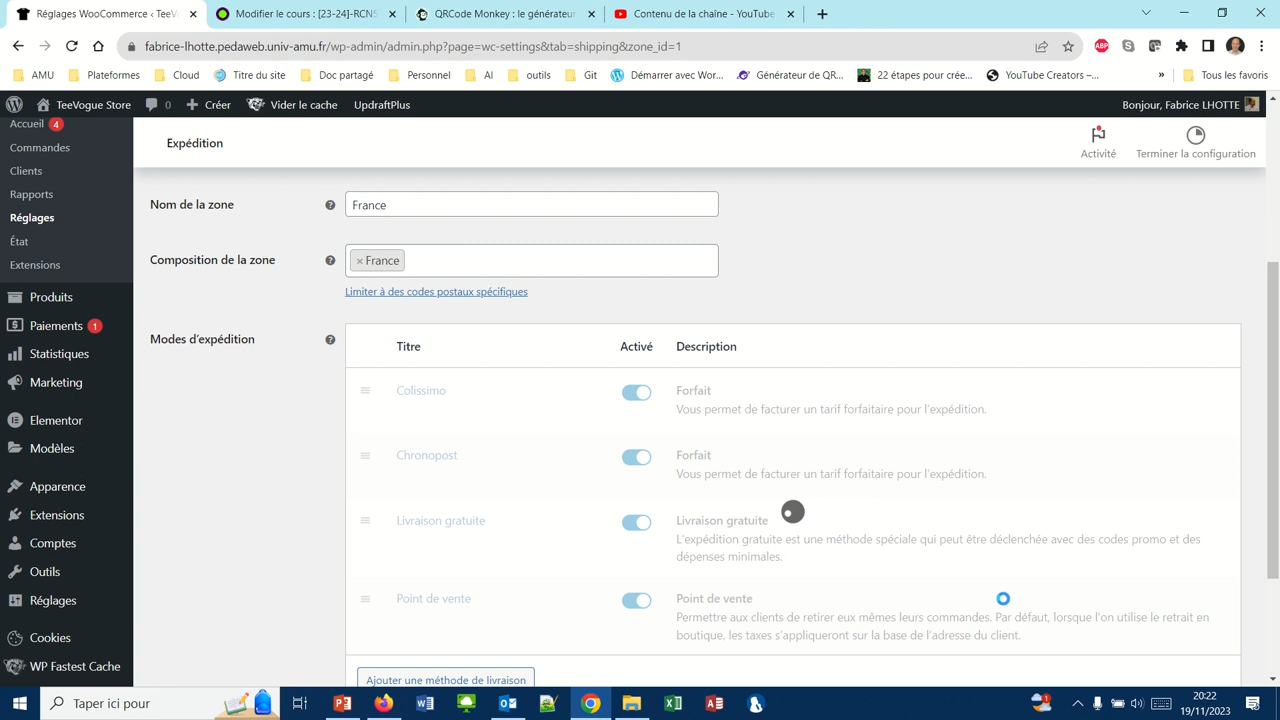 Réglages WooCommerce ‹ TeeV
Modifier le cours : [23-24]-RCNS
QRCode Monkey : le générateur
Contenu de la chaîne - YouTube
fabrice-lhotte.pedaweb.univ-amu.fr/wp-admin/admin.php?page=wc-settings&tab=shipping&zone_id=1
AMU
Plateformes
Cloud
Titre du site
Doc partagé
Personnel
AI
outils
Git
Démarrer avec Wor...
Générateur de QR...
22 étapes pour crée...
YouTube Creators –...
»
Tous les favoris
TeeVogue Store
0
Créer
Vider le cache
UpdraftPlus
Bonjour, Fabrice LHOTTE
Accueil 4
Commandes
Clients
Rapports
Réglages
État
Extensions
Produits
Paiements 1
Statistiques
Marketing
Elementor
Modèles
Apparence
Extensions
Comptes
Outils
Réglages
Cookies
WP Fastest Cache
Expédition
Activité
Terminer la configuration
Nom de la zone
France
Composition de la zone
× France
Limiter à des codes postaux spécifiques
Modes d'expédition
Titre
Activé
Description
Colissimo
Forfait
Vous permet de facturer un tarif forfaitaire pour l'expédition.
Chronopost
Forfait
Vous permet de facturer un tarif forfaitaire pour l'expédition.
Livraison gratuite
Livraison gratuite
L'expédition gratuite est une méthode spéciale qui peut être déclenchée avec des codes promo et des
dépenses minimales.
Point de vente
Point de vente
Permettre aux clients de retirer eux mêmes leurs commandes. Par défaut, lorsque l'on utilise le retrait en
boutique, les taxes s'appliqueront sur la base de l'adresse du client.
Ajouter une méthode de livraison
Taper ici pour
20:22
19/11/2023